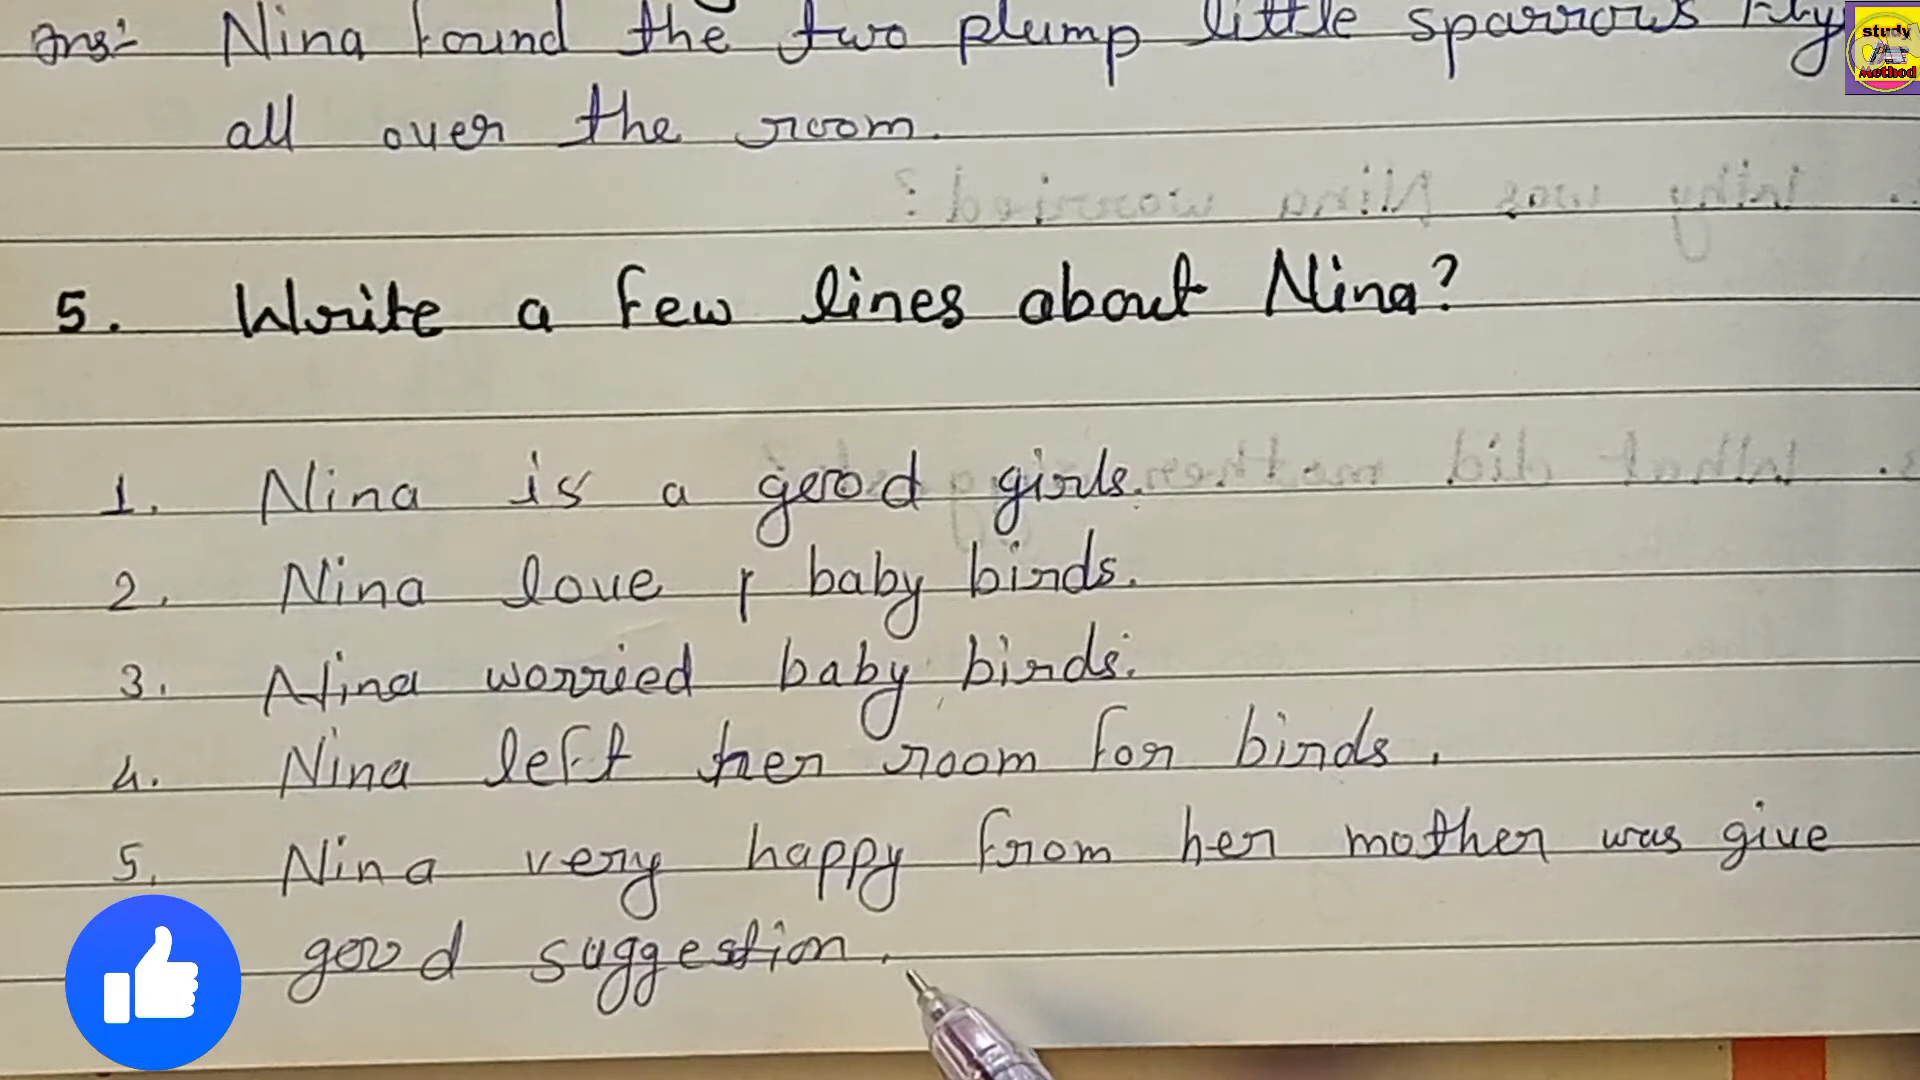 Ans:- Nina found the two plump little sparrows fly
all over the room.
5. Write a few lines about Nina?
1. Nina is a good girls.
2. Nina love baby birds.
3. Nina worried baby birds.
4. Nina left her room for birds.
5. Nina very happy from her mother was give
good suggestion.
study
Method